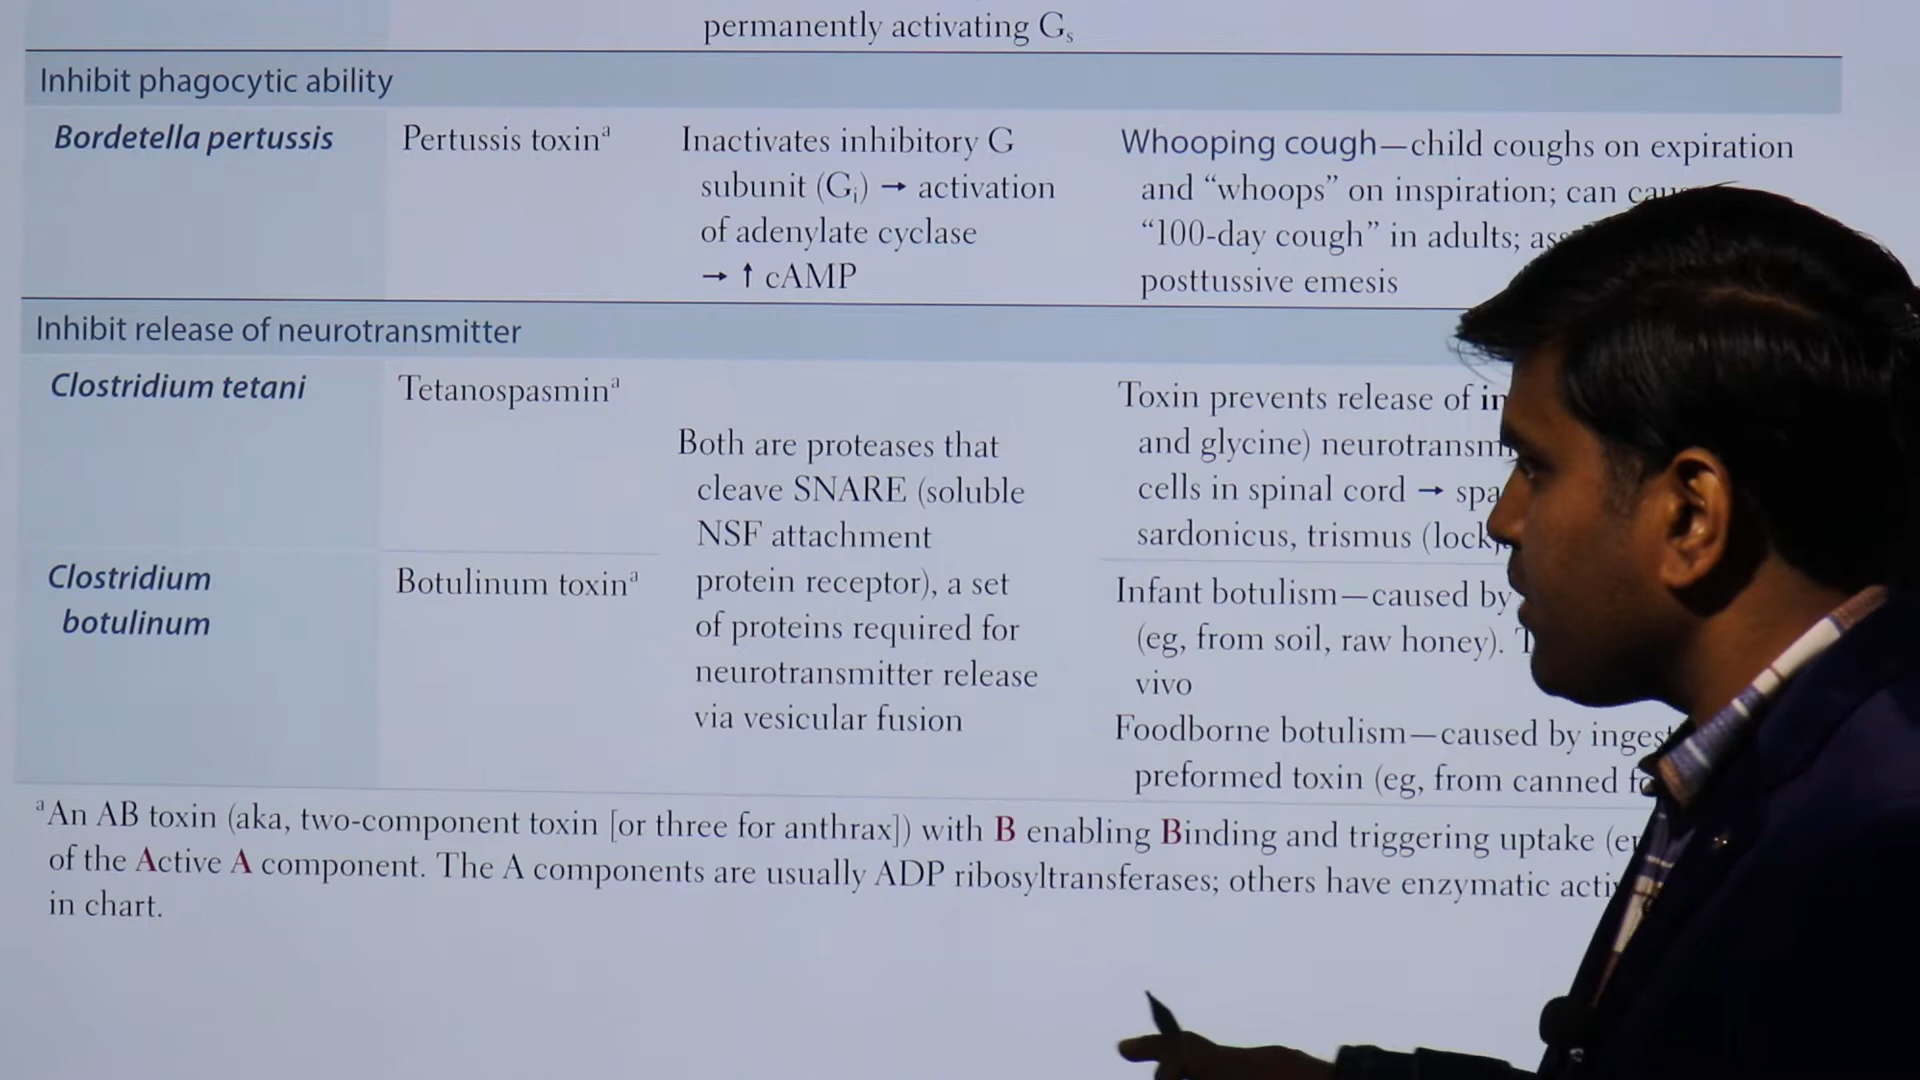 permanently activating Gs
Inhibit phagocytic ability
Bordetella pertussis
Pertussis toxinᵃ
Inactivates inhibitory G
subunit (Gi) → activation
of adenylate cyclase
→ ↑ cAMP
Whooping cough—child coughs on expiration
and “whoops” on inspiration; can
“100-day cough” in adults;
posttussive emesis
Inhibit release of neurotransmitter
Clostridium tetani
Tetanospasminᵃ
Both are proteases that
cleave SNARE (soluble
NSF attachment
protein receptor), a set
of proteins required for
neurotransmitter release
via vesicular fusion
Toxin prevents release of
and glycine)
cells in spinal cord →
sardonicus, trismus
Clostridium
botulinum
Botulinum toxinᵃ
Infant botulism—caused by
(eg, from soil, raw honey).
vivo
Foodborne botulism—caused by
preformed toxin (eg, from canned
ᵃAn AB toxin (aka, two-component toxin [or three for anthrax]) with B enabling Binding and triggering uptake
of the Active A component. The A components are usually ADP ribosyltransferases; others have enzymatic
in chart.